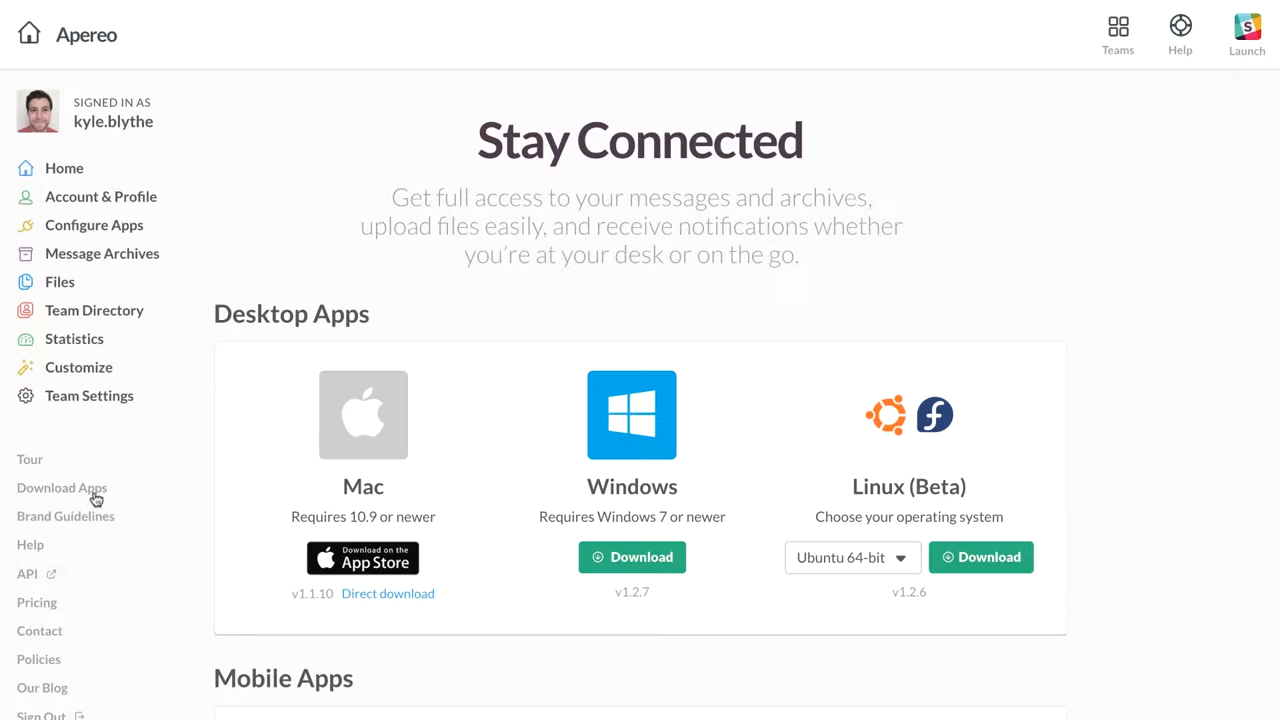 Apereo
Teams
Help
Launch
SIGNED IN AS
kyle.blythe
Home
Account & Profile
Configure Apps
Message Archives
Files
Team Directory
Statistics
Customize
Team Settings
Tour
Download Apps
Brand Guidelines
Help
API
Pricing
Contact
Policies
Our Blog
Sign Out
Stay Connected
Get full access to your messages and archives,
upload files easily, and receive notifications whether
you're at your desk or on the go.
Desktop Apps
Mac
Requires 10.9 or newer
Download on the
App Store
v1.1.10 Direct download
Windows
Requires Windows 7 or newer
Download
v1.2.7
Linux (Beta)
Choose your operating system
Ubuntu 64-bit
Download
v1.2.6
Mobile Apps